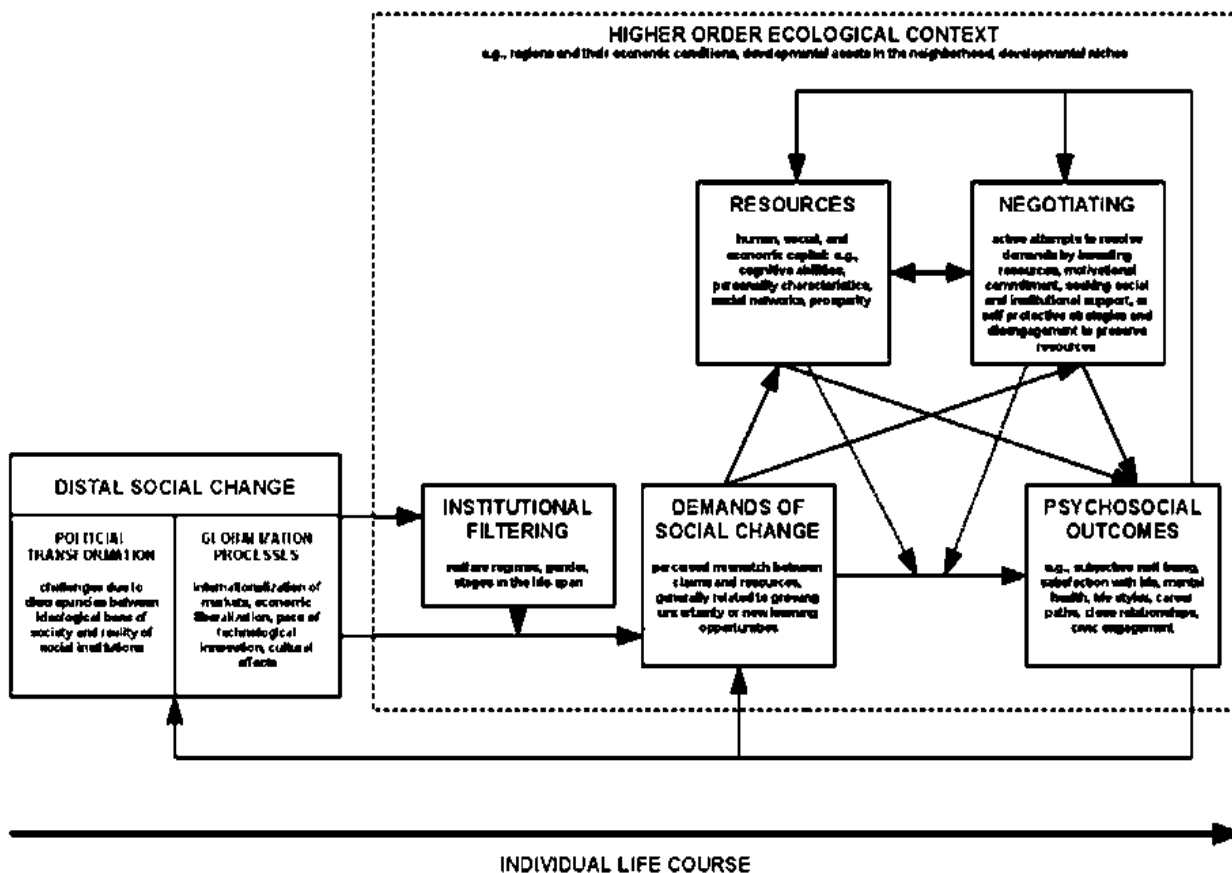 HIGHER ORDER ECOLOGICAL CONTEXT
e.g., regions and their economic conditions, developmental assets in the neighborhood, developmental niches
RESOURCES
human, social, and
economic capital: e.g.,
cognitive abilities,
personality characteristics,
social networks, prosperity
NEGOTIATING
active attempts to resolve
demands by investing
resources, motivational
commitment, seeking social
and institutional support, or
self protective strategies and
disengagement to preserve
resources
DISTAL SOCIAL CHANGE
POLITICIAL
TRANSFORMATION
challenges due to
discrepancies between
ideological base of
society and reality of
social institutions
GLOBALIZATION
PROCESSES
internationalization of
markets, economic
liberalization, pace of
technological
innovation, cultural
effects
INSTITUTIONAL
FILTERING
welfare regimes, gender,
stages in the life span
DEMANDS OF
SOCIAL CHANGE
perceived mismatch between
claims and resources,
generally related to growing
uncertainty or new learning
opportunities
PSYCHOSOCIAL
OUTCOMES
e.g., subjective well being,
satisfaction with life, mental
health, life styles, career
paths, close relationships,
civic engagement
INDIVIDUAL LIFE COURSE